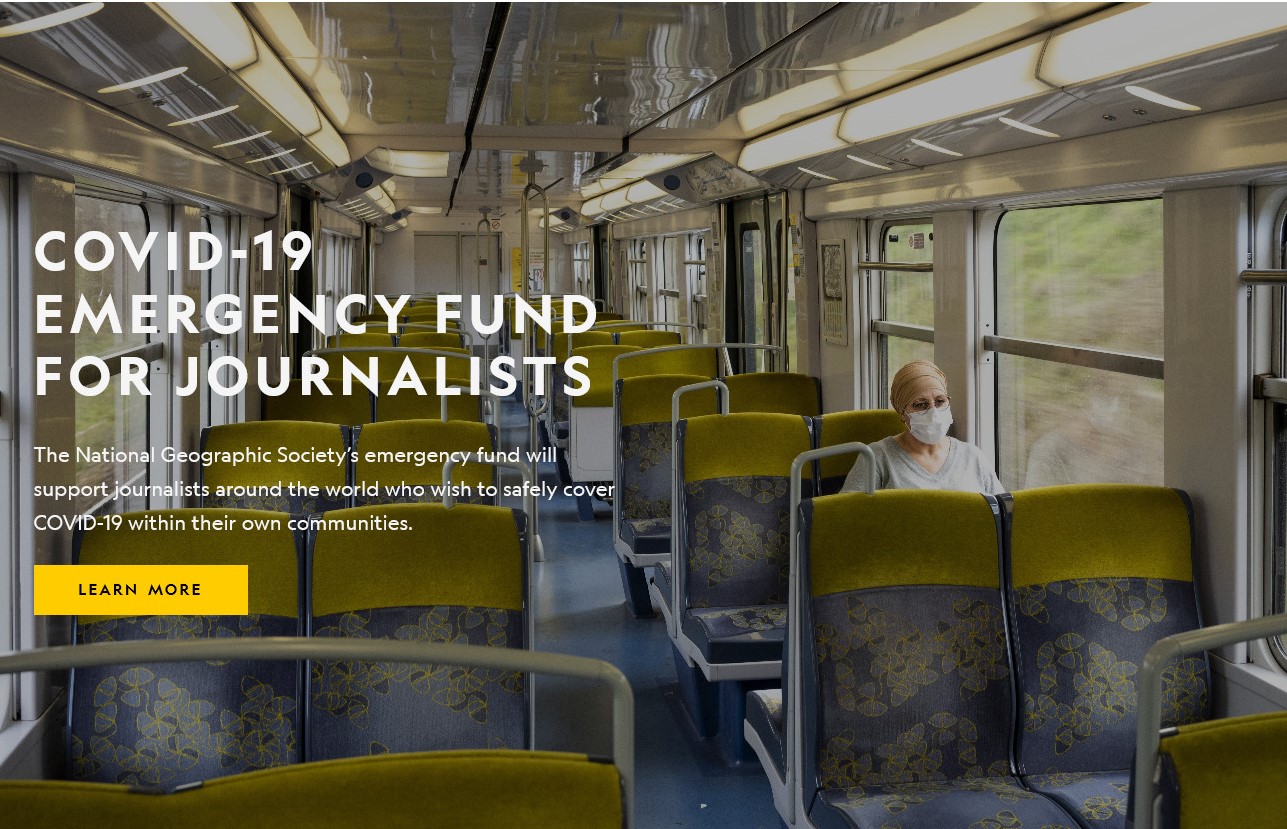 COVID-19
EMERGENCY FUND
FOR JOURNALISTS
The National Geographic Society's emergency fund will
support journalists around the world who wish to safely cover
COVID-19 within their own communities.
LEARN MORE